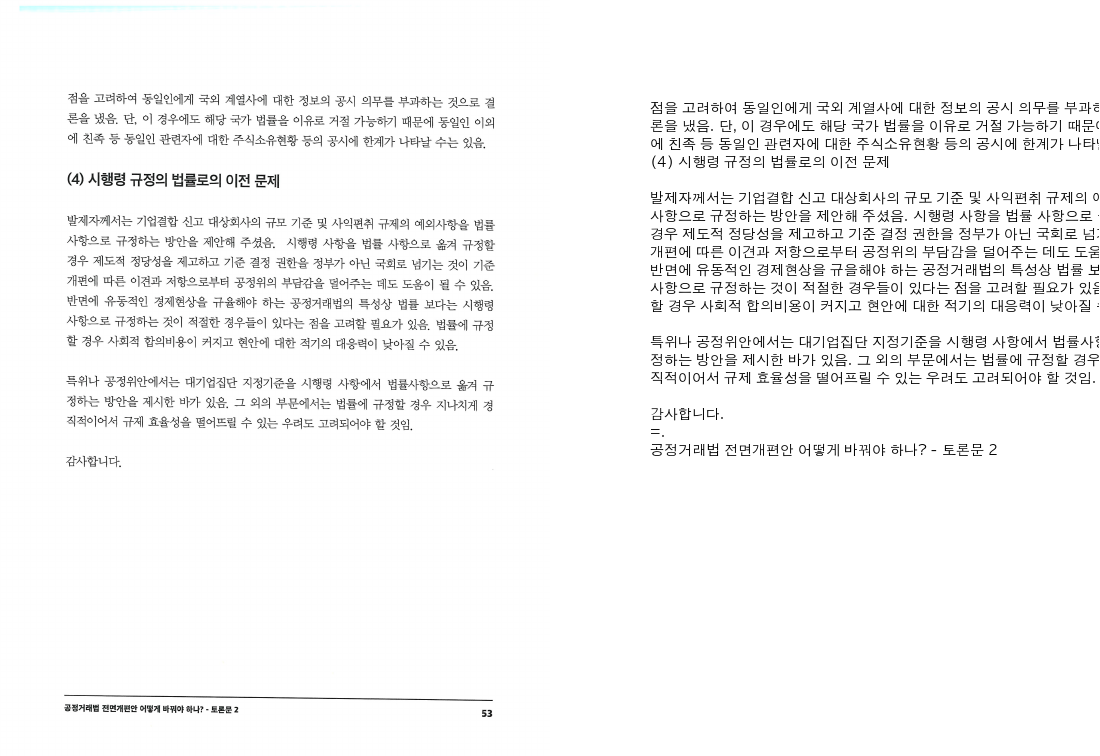 점을 고려하여 동일인에게 국외 계열사에 대한 정보의 공시 의무를 부과하는 것으로 결
론을 냈음. 단, 이 경우에도 해당 국가 법률을 이유로 거절 가능하기 때문에 동일인 이외
에 친족 등 동일인 관련자에 대한 주식소유현황 등의 공시에 한계가 나타날 수는 있음.
(4) 시행령 규정의 법률로의 이전 문제
발제자께서는 기업결합 신고 대상회사의 규모 기준 및 사익편취 규제의 예외사항을 법률
사항으로 규정하는 방안을 제안해 주셨음. 시행령 사항을 법률 사항으로 옮겨 규정할
경우 제도적 정당성을 제고하고 기준 결정 권한을 정부가 아닌 국회로 넘기는 것이 기준
개편에 따른 이견과 저항으로부터 공정위의 부담감을 덜어주는 데도 도움이 될 수 있음.
반면에 유동적인 경제현상을 규율해야 하는 공정거래법의 특성상 법률 보다는 시행령
사항으로 규정하는 것이 적절한 경우들이 있다는 점을 고려할 필요가 있음. 법률에 규정
할 경우 사회적 합의비용이 커지고 현안에 대한 적기의 대응력이 낮아질 수 있음.
특위나 공정위안에서는 대기업집단 지정기준을 시행령 사항에서 법률사항으로 옮겨 규
정하는 방안을 제시한 바가 있음. 그 외의 부문에서는 법률에 규정할 경우 지나치게 경
직적이어서 규제 효율성을 떨어뜨릴 수 있는 우려도 고려되어야 할 것임.
감사합니다.
공정거래법 전면개편안 어떻게 바꿔야 하나? - 토론문 2
53
점을 고려하여 동일인에게 국외 계열사에 대한 정보의 공시 의무를 부과하
론을 냈음. 단, 이 경우에도 해당 국가 법률을 이유로 거절 가능하기 때문에
에 친족 등 동일인 관련자에 대한 주식소유현황 등의 공시에 한계가 나타날
(4) 시행령 규정의 법률로의 이전 문제
발제자께서는 기업결합 신고 대상회사의 규모 기준 및 사익편취 규제의
사항으로 규정하는 방안을 제안해 주셨음. 시행령 사항을 법률 사항으로
경우 제도적 정당성을 제고하고 기준 결정 권한을 정부가 아닌 국회로
개편에 따른 이견과 저항으로부터 공정위의 부담감을 덜어주는 데도
반면에 유동적인 경제현상을 규율해야 하는 공정거래법의 특성상 법률
사항으로 규정하는 것이 적절한 경우들이 있다는 점을 고려할 필요가
할 경우 사회적 합의비용이 커지고 현안에 대한 적기의 대응력이 낮아질
특위나 공정위안에서는 대기업집단 지정기준을 시행령 사항에서
정하는 방안을 제시한 바가 있음. 그 외의 부문에서는 법률에 규정할 경우
직적이어서 규제 효율성을 떨어프릴 수 있는 우려도 고려되어야 할 것임.
감사합니다.
=.
공정거래법 전면개편안 어떻게 바꿔야 하나? - 토론문 2